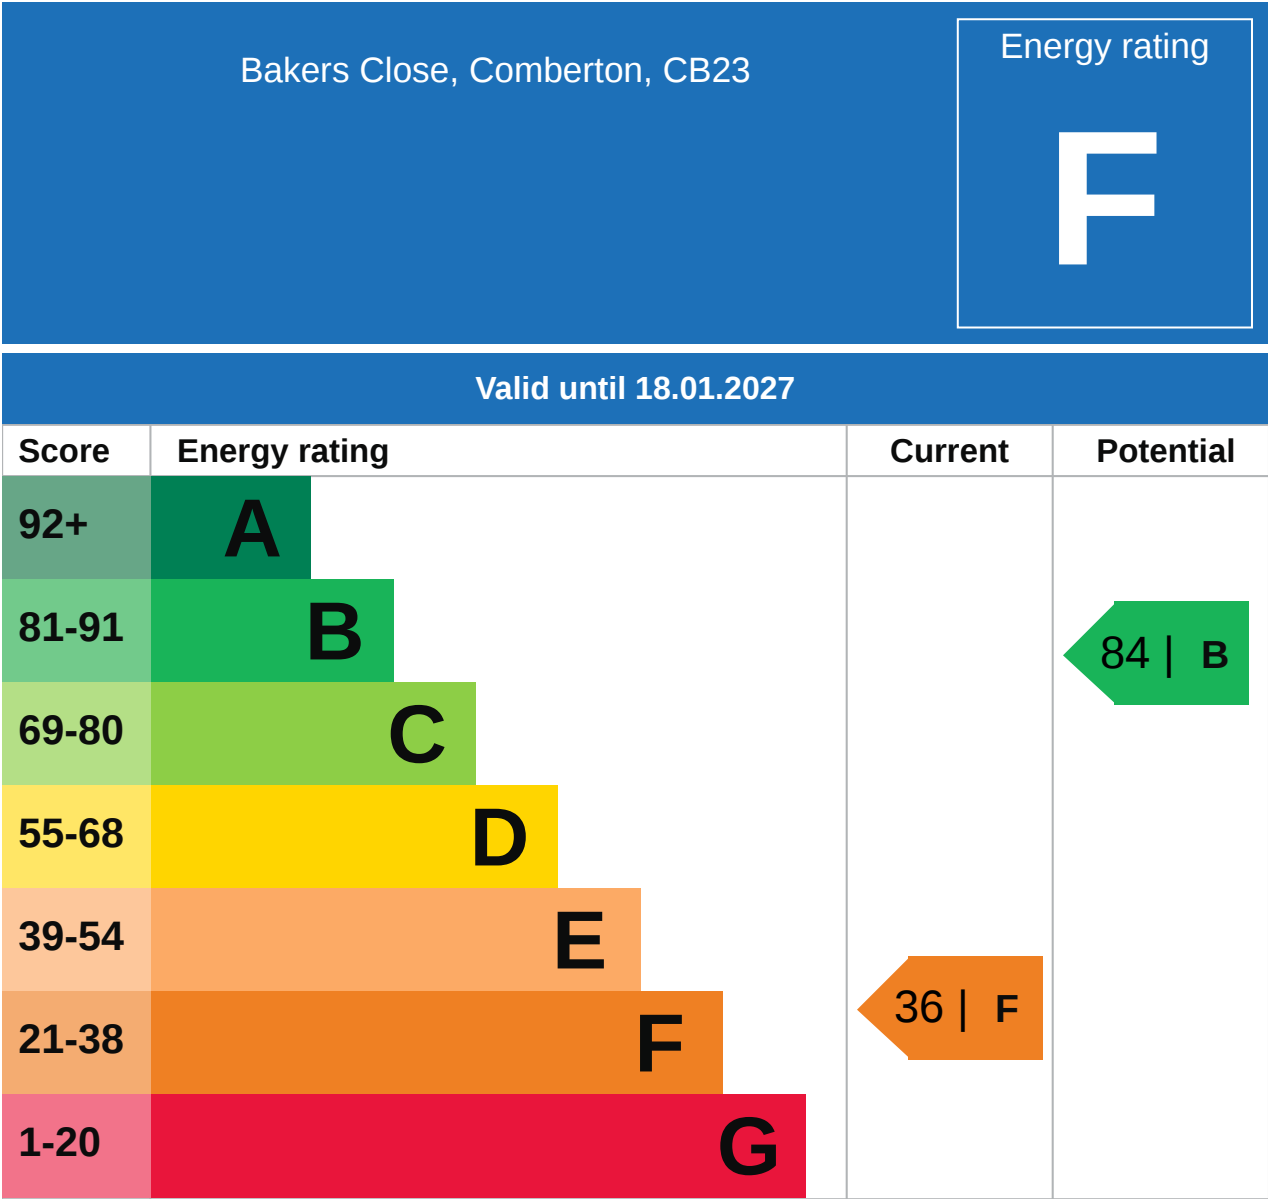 Bakers Close, Comberton, CB23
Energy rating
F
Valid until 18.01.2027
Score Energy rating Current Potential
92+ A
81-91 B
84 | B
69-80 C
55-68 D
39-54 E
36 | F
21-38 F
1-20 G